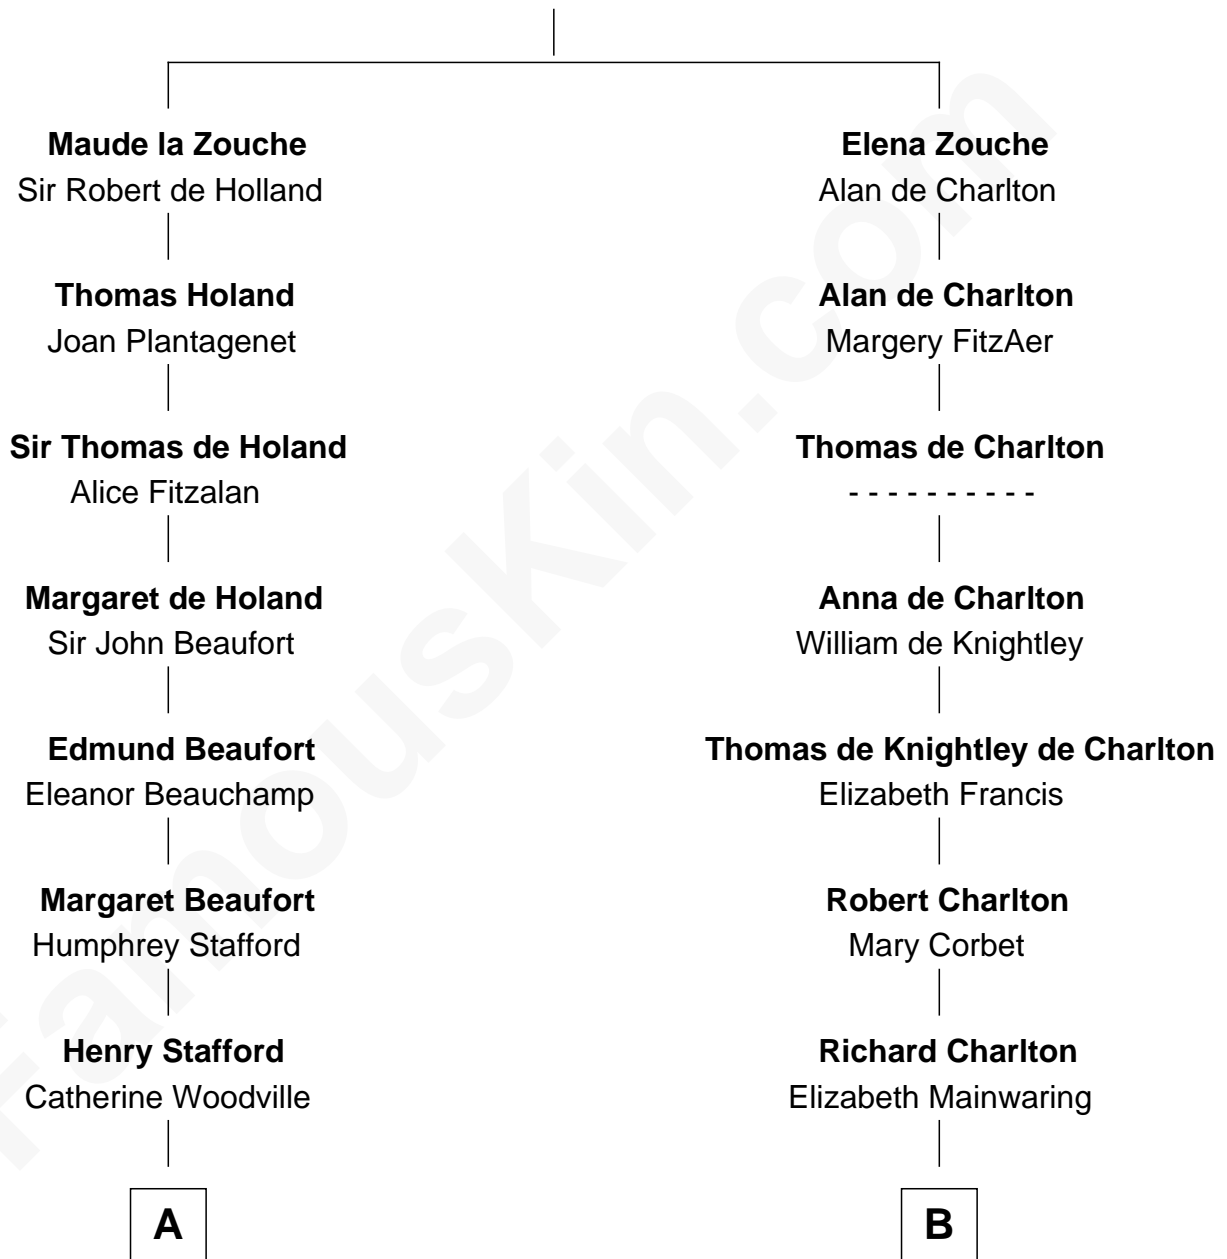 Maude la Zouche
Sir Robert de Holland
Thomas Holand
Joan Plantagenet
Sir Thomas de Holand
Alice Fitzalan
Margaret de Holand
Sir John Beaufort
Edmund Beaufort
Eleanor Beauchamp
Margaret Beaufort
Humphrey Stafford
Henry Stafford
Catherine Woodville
A
Elena Zouche
Alan de Charlton
Alan de Charlton
Margery FitzAer
Thomas de Charlton
- - - - - - - - - -
Anna de Charlton
William de Knightley
Thomas de Knightley de Charlton
Elizabeth Francis
Robert Charlton
Mary Corbet
Richard Charlton
Elizabeth Mainwaring
B
FamousKin.com